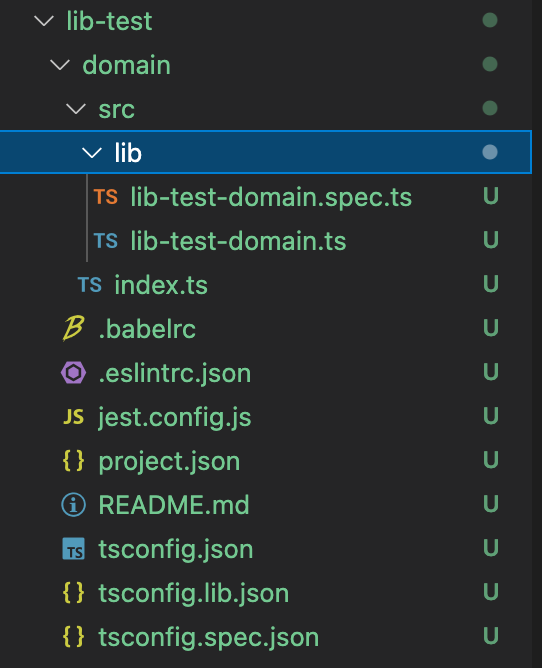 lib-test
domain
src
lib
TS lib-test-domain.spec.ts U
TS lib-test-domain.ts U
TS index.ts U
.babelrc U
.eslintrc.json U
JS jest.config.js U
{} project.json U
README.md U
TS tsconfig.json U
{} tsconfig.lib.json U
{} tsconfig.spec.json U